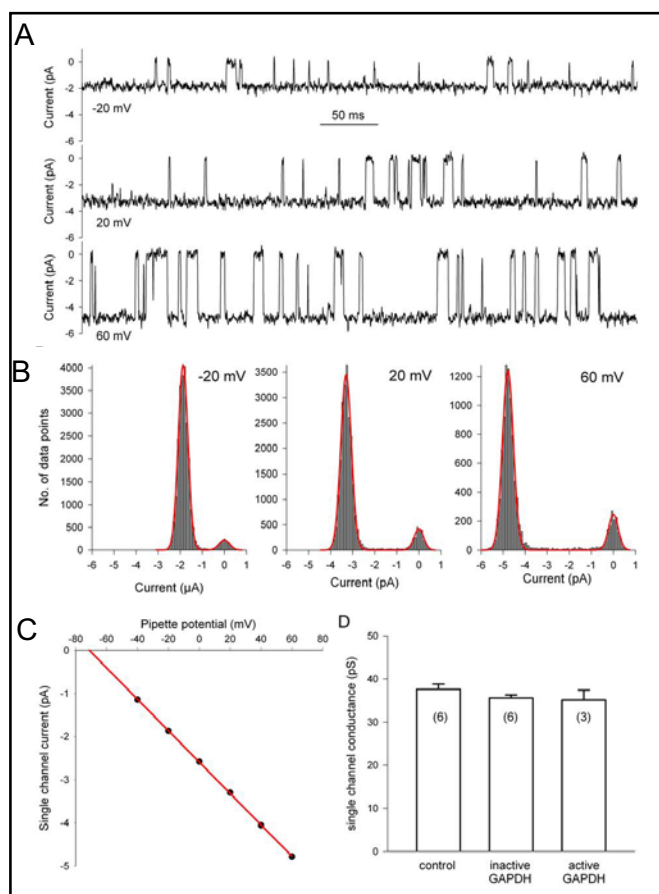 A
Current (pA
0
-2
-4
-6
-20 mV
50 ms
Current (pA)
0
-2
-4
-6
20 mV
Current (pA)
0
-2
-4
-6
60 mV
B
No. of data points
4000
3500
3000
2500
2000
1500
1000
500
0
-20 mV
-6 -5 -4 -3 -2 -1 0 1 2
Current (µA)
3500
3000
2500
2000
1500
1000
500
0
20 mV
-6 -5 -4 -3 -2 -1 0 1 2
Current (pA)
1200
1000
800
600
400
200
0
60 mV
-6 -5 -4 -3 -2 -1 0 1 2
Current (pA)
C
Pipette potential (mV)
-80 -60 -40 -20 0 20 40 60 80
Single channel current (pA)
0
-1
-2
-3
-4
-5
D
single channel conductance (pS)
50
40
30
20
10
0
(6) (6) (3)
control inactive active
GAPDH GAPDH